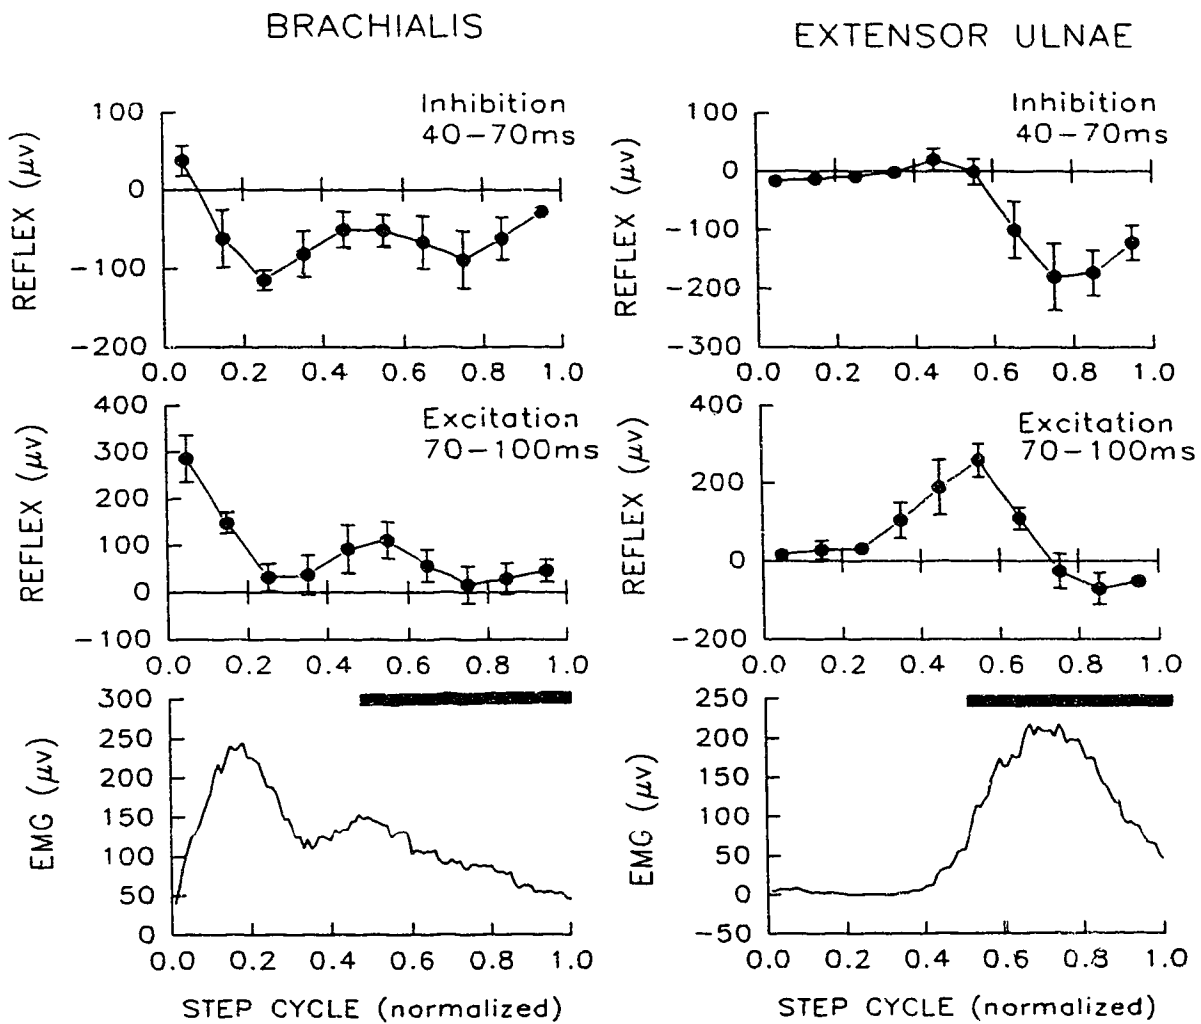 BRACHIALIS
EXTENSOR ULNAE
Inhibition
40-70ms
REFLEX (μv)
100
0
-100
-200
0.0 0.2 0.4 0.6 0.8 1.0
Inhibition
40-70ms
REFLEX (μv)
100
0
-100
-200
-300
0.0 0.2 0.4 0.6 0.8 1.0
Excitation
70-100ms
REFLEX (μv)
400
300
200
100
0
-100
0.0 0.2 0.4 0.6 0.8 1.0
Excitation
70-100ms
REFLEX (μv)
400
200
0
-200
0.0 0.2 0.4 0.6 0.8 1.0
EMG (μv)
300
250
200
150
100
50
0
0.0 0.2 0.4 0.6 0.8 1.0
STEP CYCLE (normalized)
EMG (μv)
250
200
150
100
50
0
-50
0.0 0.2 0.4 0.6 0.8 1.0
STEP CYCLE (normalized)